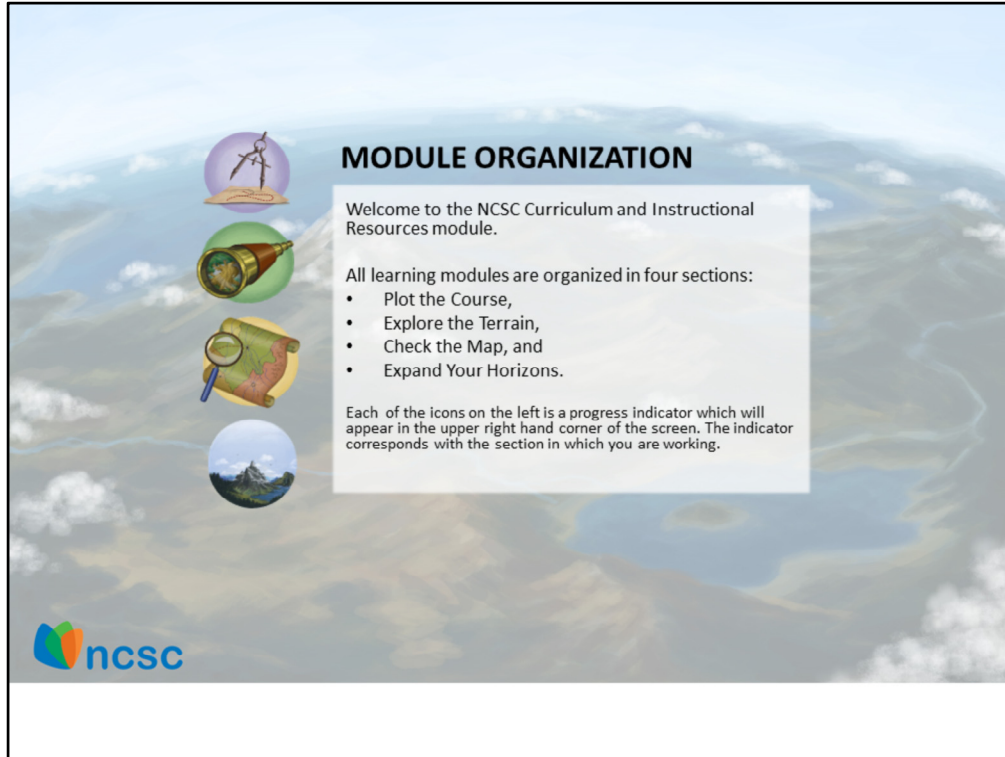 MODULE ORGANIZATION
Welcome to the NCSC Curriculum and Instructional
Resources module.
All learning modules are organized in four sections:
• Plot the Course,
• Explore the Terrain,
• Check the Map, and
• Expand Your Horizons.
Each of the icons on the left is a progress indicator which will
appear in the upper right hand corner of the screen. The indicator
corresponds with the section in which you are working.
ncsc